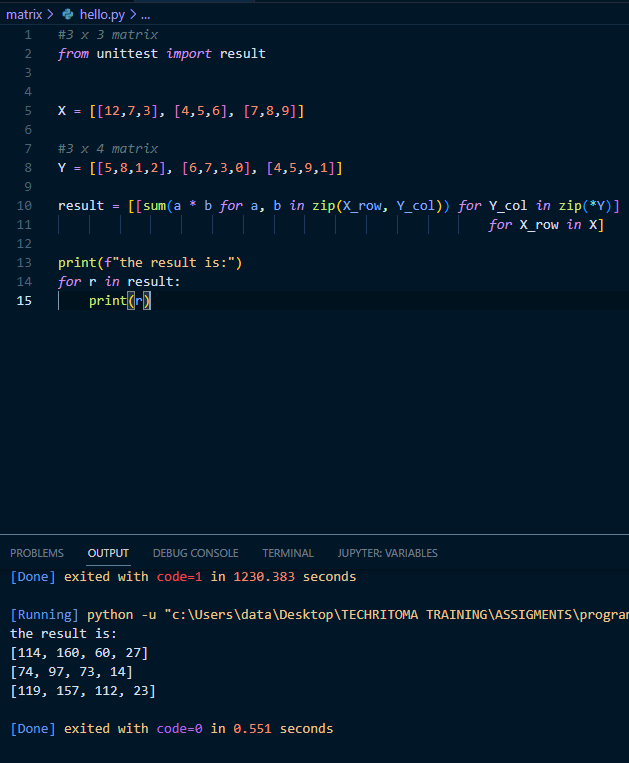 matrix > hello.py > ...
1 #3 x 3 matrix
2 from unittest import result
3
4
5 X = [[12,7,3], [4,5,6], [7,8,9]]
6
7 #3 x 4 matrix
8 Y = [[5,8,1,2], [6,7,3,0], [4,5,9,1]]
9
10 result = [[sum(a * b for a, b in zip(X_row, Y_col)) for Y_col in zip(*Y)]
11 for X_row in X]
12
13 print(f"the result is:")
14 for r in result:
15 print(r)
PROBLEMS OUTPUT DEBUG CONSOLE TERMINAL JUPYTER: VARIABLES
[Done] exited with code=1 in 1230.383 seconds
[Running] python -u "c:\Users\data\Desktop\TECHRITOMA TRAINING\ASSIGMENTS\program
the result is:
[114, 160, 60, 27]
[74, 97, 73, 14]
[119, 157, 112, 23]
[Done] exited with code=0 in 0.551 seconds